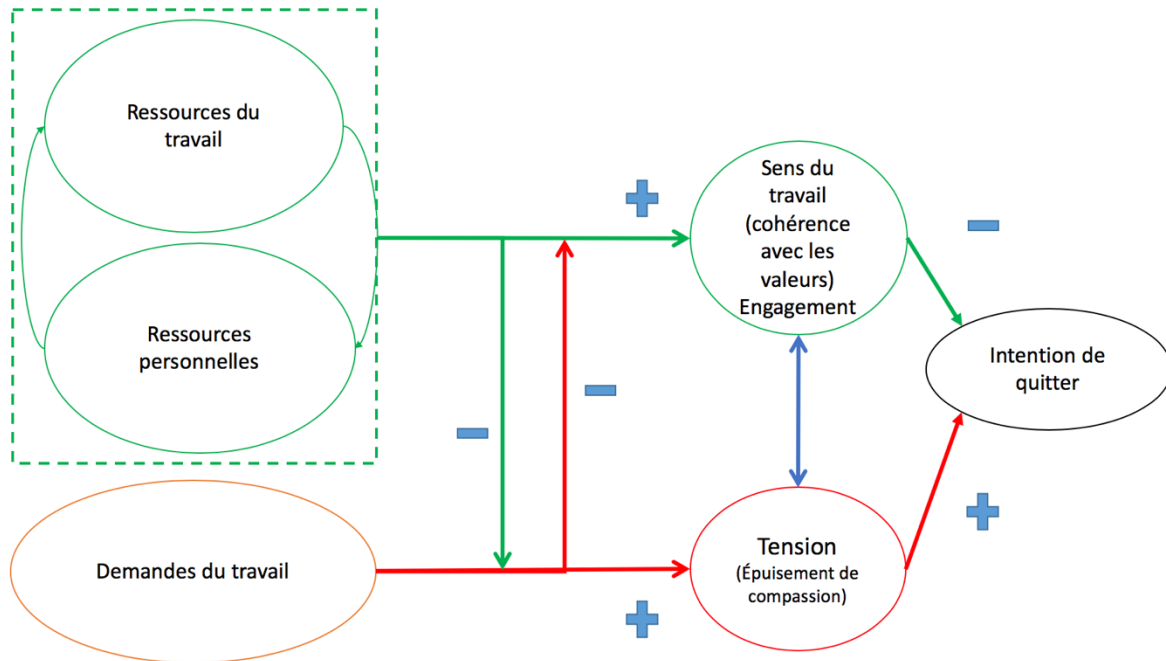 Ressources du
travail
Ressources
personnelles
Demandes du travail
Sens du
travail
(cohérence
avec les
valeurs)
Engagement
Tension
(Épuisement de
compassion)
Intention de
quitter